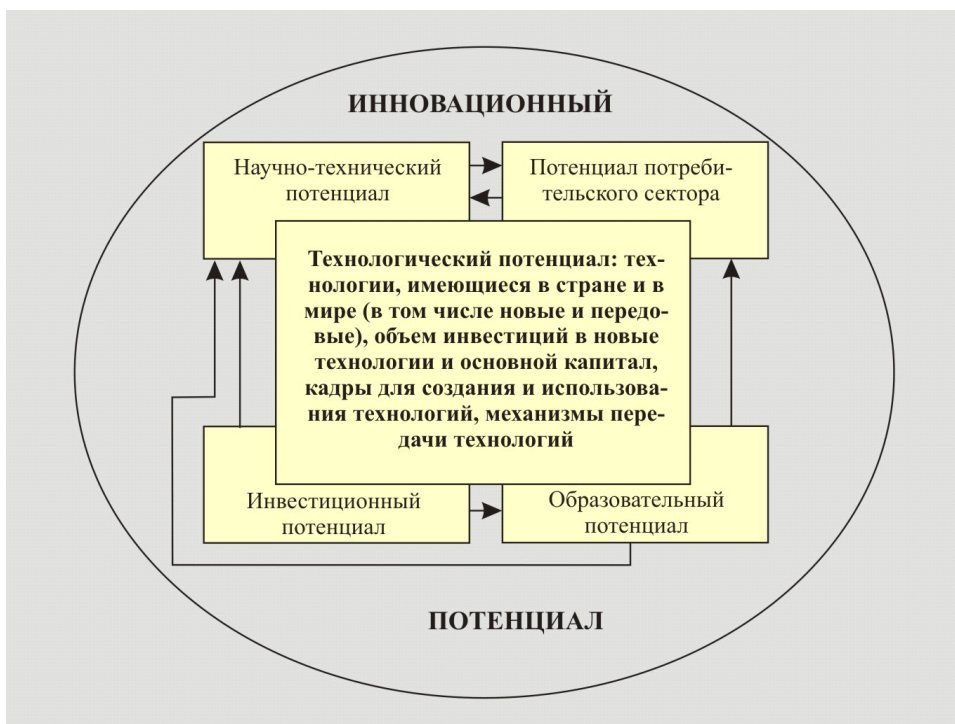 ИННОВАЦИОННЫЙ
Научно-технический
потенциал
Потенциал потреби-
тельского сектора
Технологический потенциал: тех-
нологии, имеющиеся в стране и в
мире (в том числе новые и передо-
вые), объем инвестиций в новые
технологии и основной капитал,
кадры для создания и использова-
ния технологий, механизмы пере-
дачи технологий
Инвестиционный
потенциал
Образовательный
потенциал
ПОТЕНЦИАЛ